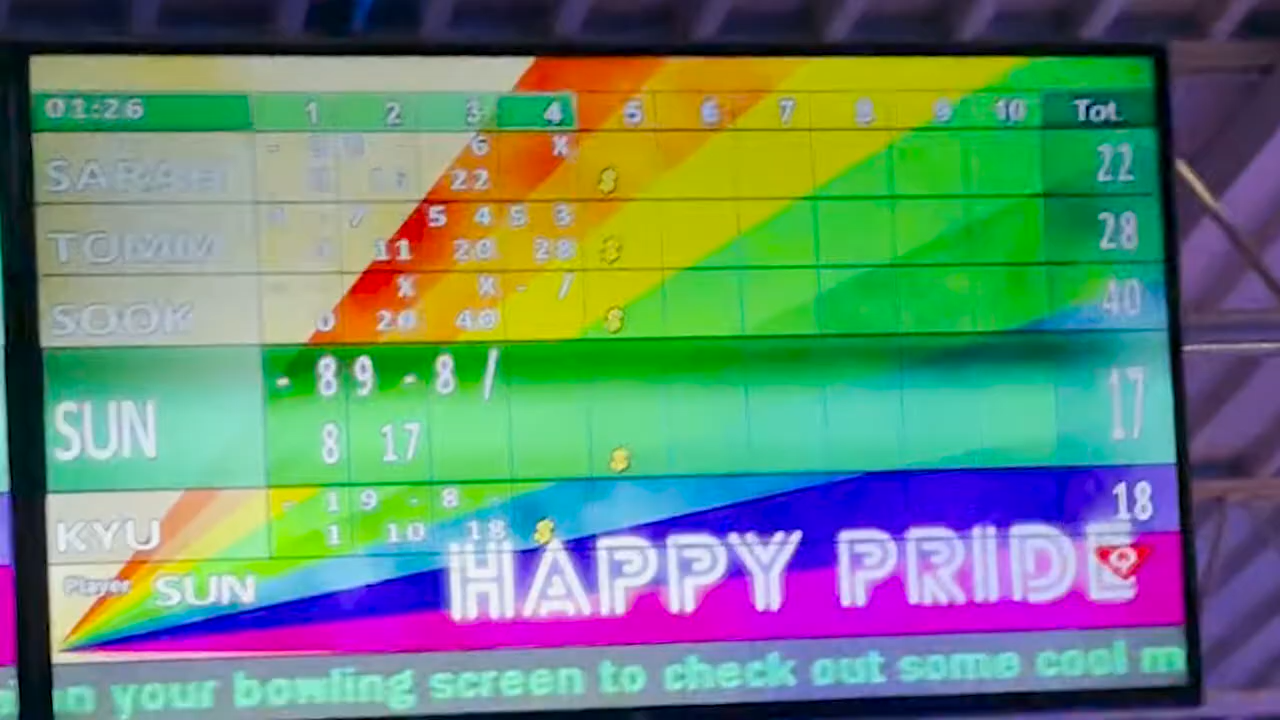 01:26 1 2 3 4 5 6 7 8 9 10 Tot.
6 X
SARAH 22 22
/ 5 4 5 3
TOMM 11 20 28 28
X X - /
SOOK 0 20 40 40
- 8 9 - 8 /
SUN 8 17 17
- 1 9 - 8 -
KYU 1 10 18 18
Player SUN HAPPY PRIDE
on your bowling screen to check out some cool m